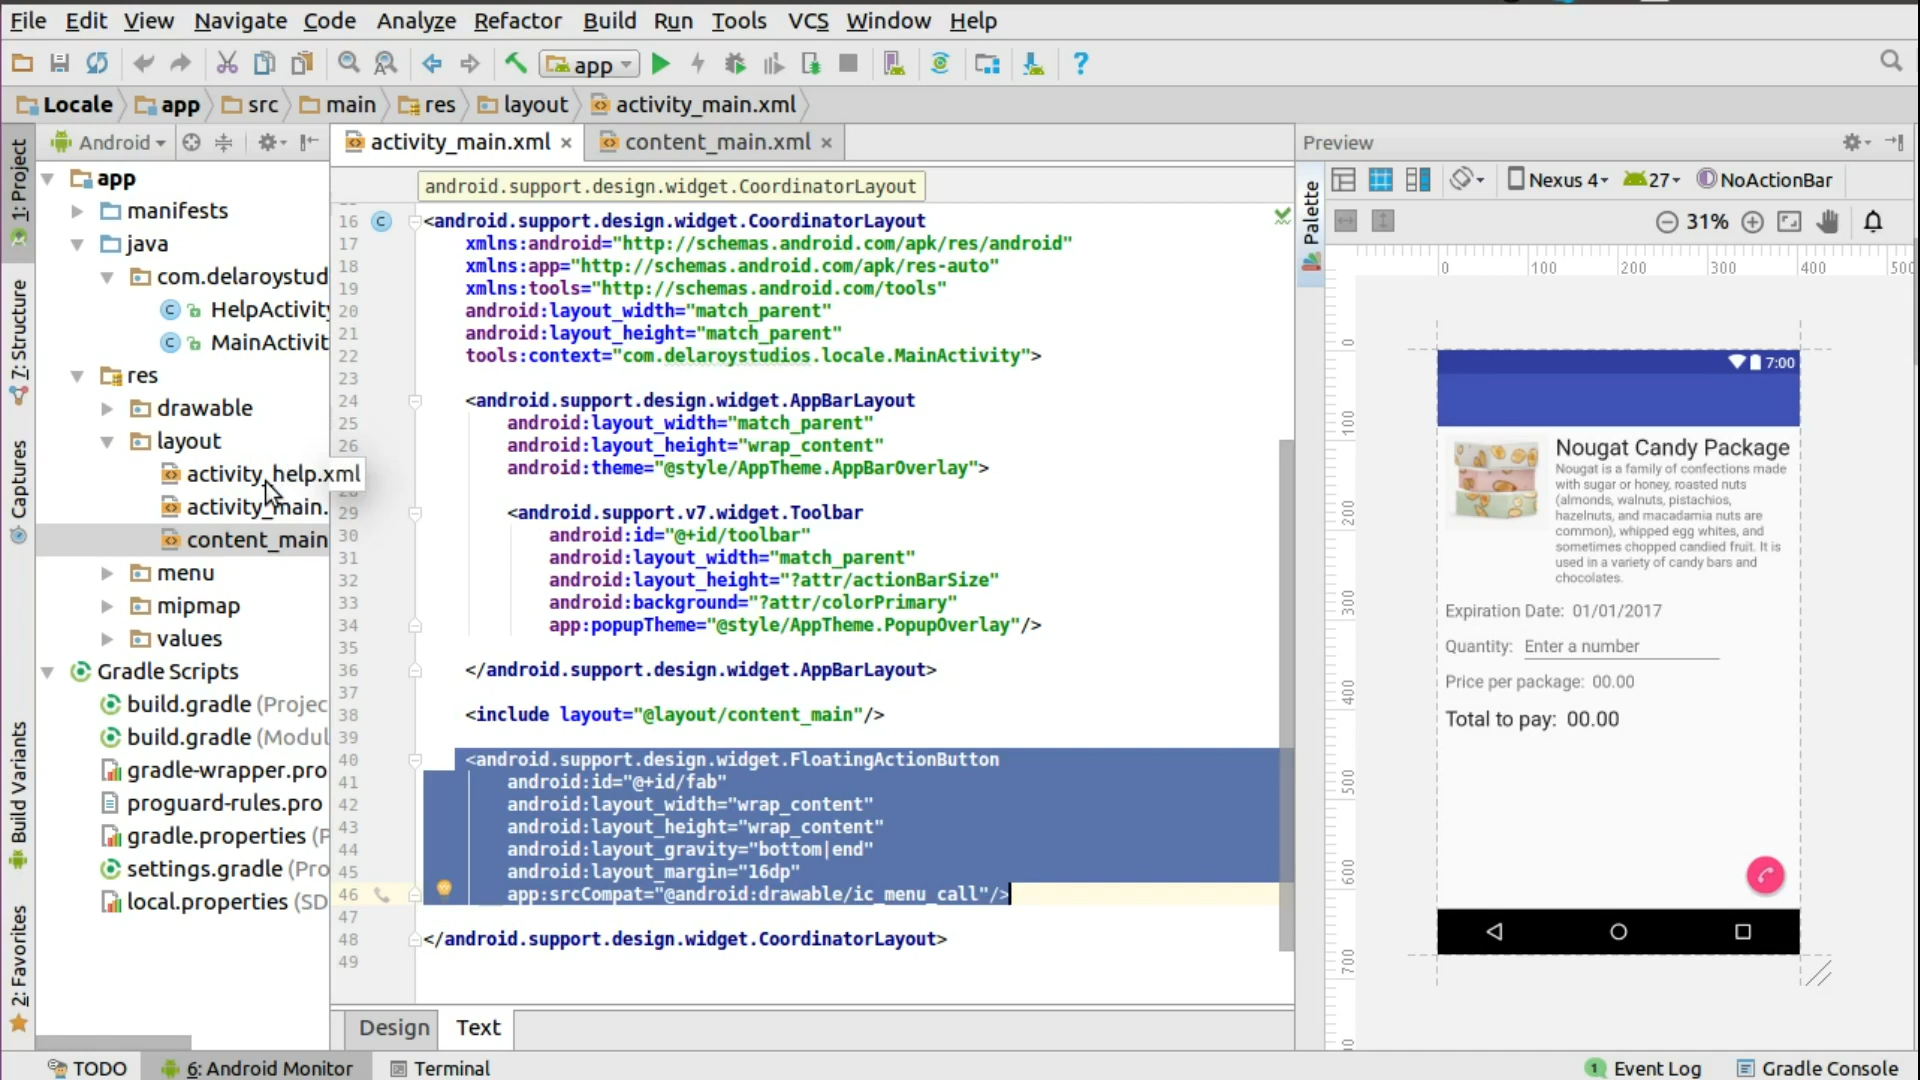 File Edit View Navigate Code Analyze Refactor Build Run Tools VCS Window Help
app
Locale app src main res layout activity_main.xml
1: Project
7: Structure
Captures
Build Variants
2: Favorites
Android
app
manifests
java
com.delaroystud
HelpActivity
MainActivit
res
drawable
layout
activity_help.xml
activity_main.
content_main
menu
mipmap
values
Gradle Scripts
build.gradle (Projec
build.gradle (Modul
gradle-wrapper.pro
proguard-rules.pro
gradle.properties (P
settings.gradle (Pro
local.properties (SD
activity_main.xml content_main.xml
android.support.design.widget.CoordinatorLayout
16 <android.support.design.widget.CoordinatorLayout
17 xmlns:android="http://schemas.android.com/apk/res/android"
18 xmlns:app="http://schemas.android.com/apk/res-auto"
19 xmlns:tools="http://schemas.android.com/tools"
20 android:layout_width="match_parent"
21 android:layout_height="match_parent"
22 tools:context="com.delaroystudios.locale.MainActivity">
23
24 <android.support.design.widget.AppBarLayout
25 android:layout_width="match_parent"
26 android:layout_height="wrap_content"
android:theme="@style/AppTheme.AppBarOverlay">
29 <android.support.v7.widget.Toolbar
30 android:id="@+id/toolbar"
31 android:layout_width="match_parent"
32 android:layout_height="?attr/actionBarSize"
33 android:background="?attr/colorPrimary"
34 app:popupTheme="@style/AppTheme.PopupOverlay"/>
35
36 </android.support.design.widget.AppBarLayout>
37
38 <include layout="@layout/content_main"/>
39
40 <android.support.design.widget.FloatingActionButton
41 android:id="@+id/fab"
42 android:layout_width="wrap_content"
43 android:layout_height="wrap_content"
44 android:layout_gravity="bottom|end"
45 android:layout_margin="16dp"
46 app:srcCompat="@android:drawable/ic_menu_call"/>
47
48 </android.support.design.widget.CoordinatorLayout>
49
Design Text
Preview
Palette
Nexus 4 27 NoActionBar
31%
0 100 200 300 400 500
0
100
200
300
400
500
600
700
7:00
Nougat Candy Package
Nougat is a family of confections made
with sugar or honey, roasted nuts
(almonds, walnuts, pistachios,
hazelnuts, and macadamia nuts are
common), whipped egg whites, and
sometimes chopped candied fruit. It is
used in a variety of candy bars and
chocolates.
Expiration Date: 01/01/2017
Quantity: Enter a number
Price per package: 00.00
Total to pay: 00.00
TODO 6: Android Monitor Terminal 1 Event Log Gradle Console